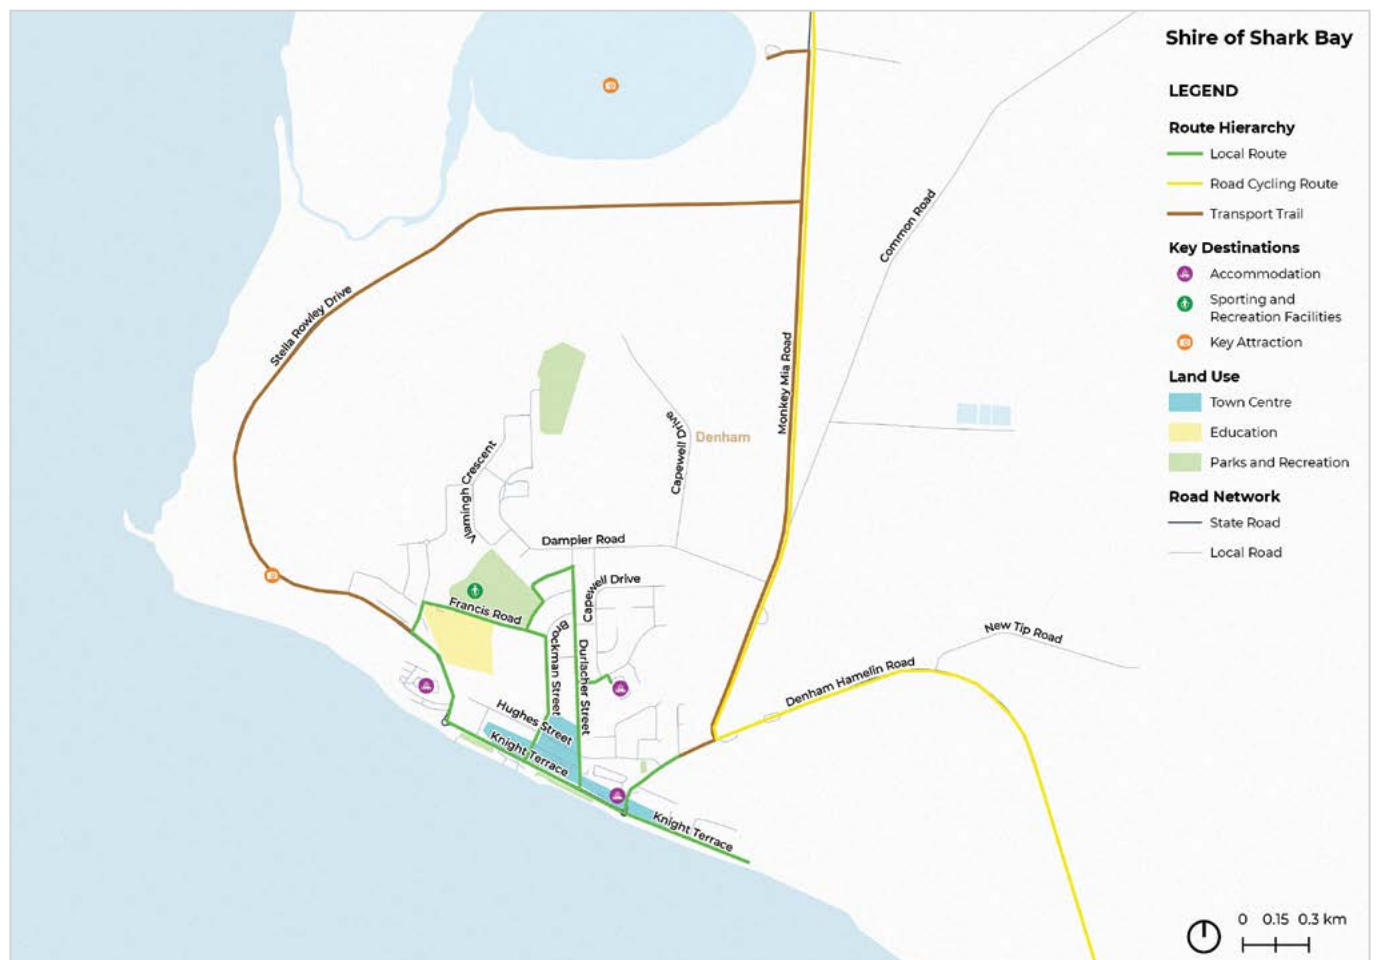 Shire of Shark Bay
LEGEND
Route Hierarchy
Local Route
Road Cycling Route
Transport Trail
Key Destinations
Accommodation
Sporting and
Recreation Facilities
Key Attraction
Land Use
Town Centre
Education
Parks and Recreation
Road Network
State Road
Local Road
0 0.15 0.3 km
Common Road
Stella Rowley Drive
Monkey Mia Road
Capewell Drive
Denham
Vlamingh Crescent
Dampier Road
Capewell Drive
Francis Road
Brockman Street
Durlacher Street
New Tip Road
Denham Hamelin Road
Hughes Street
Knight Terrace
Knight Terrace